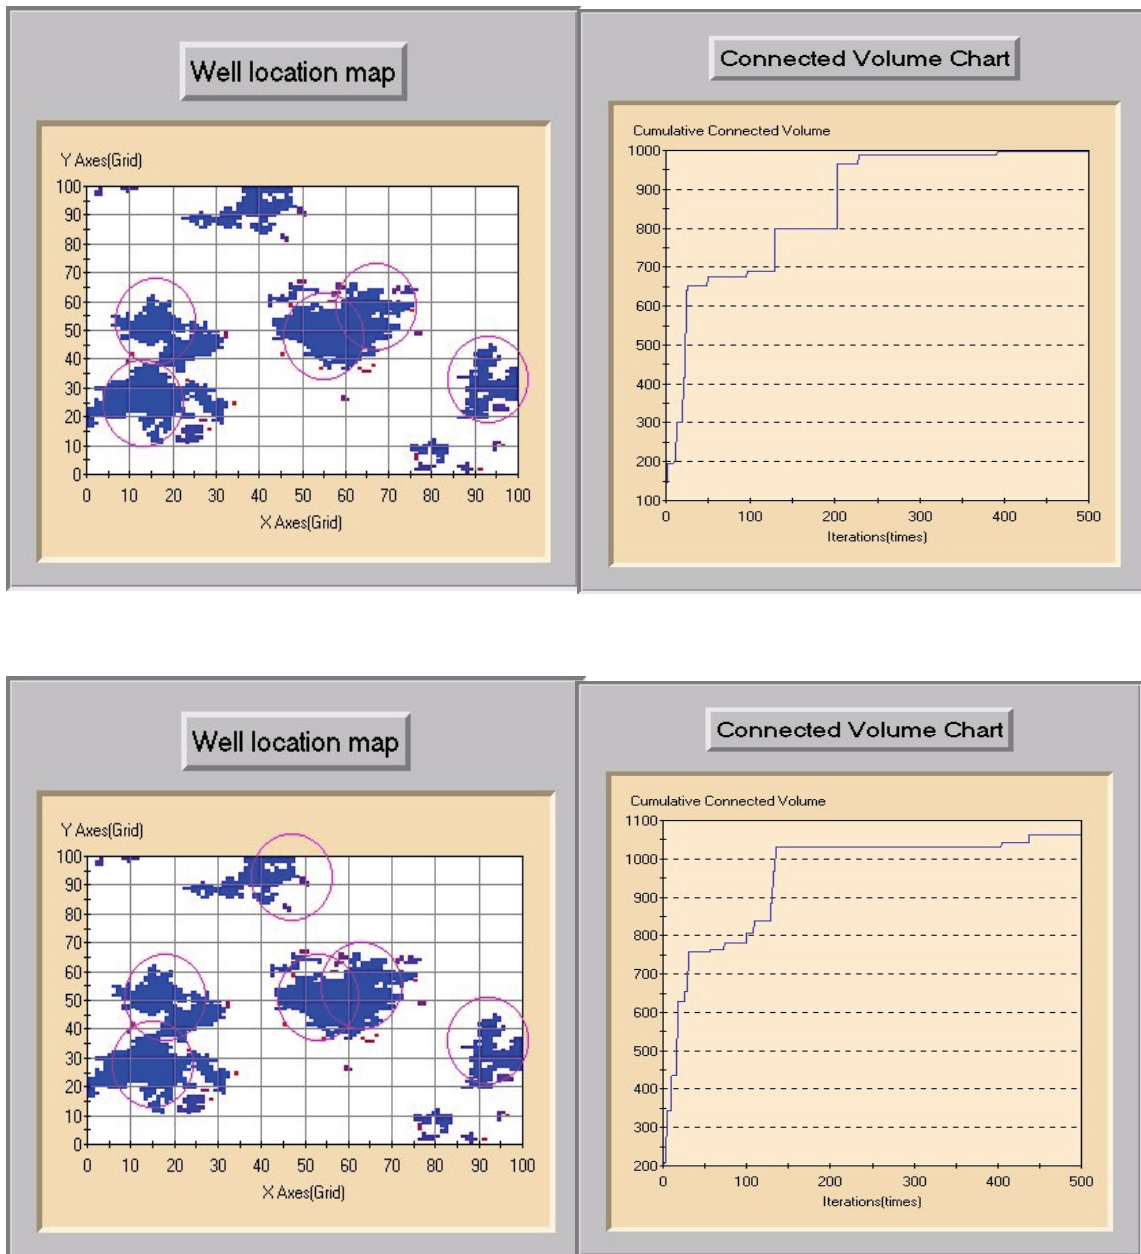 Well location map
Y Axes(Grid)
100
90
80
70
60
50
40
30
20
10
0
0 10 20 30 40 50 60 70 80 90 100
X Axes(Grid)
Connected Volume Chart
Cumulative Connected Volume
1000
900
800
700
600
500
400
300
200
100
0 100 200 300 400 500
Iterations(times)
Well location map
Y Axes(Grid)
100
90
80
70
60
50
40
30
20
10
0
0 10 20 30 40 50 60 70 80 90 100
X Axes(Grid)
Connected Volume Chart
Cumulative Connected Volume
1100
1000
900
800
700
600
500
400
300
200
0 100 200 300 400 500
Iterations(times)